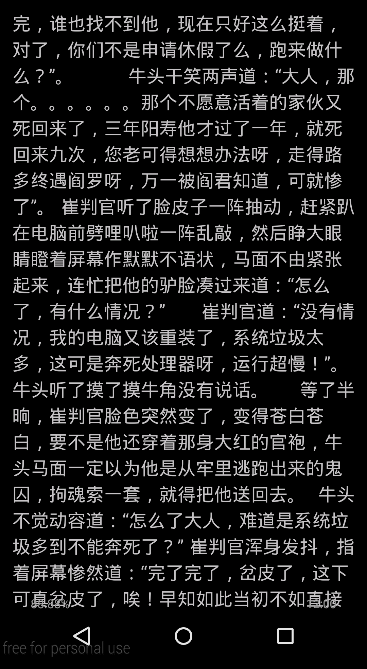 完，谁也找不到他，现在只好这么挺着，
对了，你们不是申请休假了么，跑来做什
么？”。 牛头干笑两声道：“大人，那
个。。。。。。那个不愿意活着的家伙又
死回来了，三年阳寿他才过了一年，就死
回来九次，您老可得想想办法呀，走得路
多终遇阎罗呀，万一被阎君知道，可就惨
了”。 崔判官听了脸皮子一阵抽动，赶紧趴
在电脑前劈哩叭啦一阵乱敲，然后睁大眼
睛瞪着屏幕作默默不语状，马面不由紧张
起来，连忙把他的驴脸凑过来道：“怎么
了，有什么情况？” 崔判官道：“没有情
况，我的电脑又该重装了，系统垃圾太
多，这可是奔死处理器呀，运行超慢！”。
牛头听了摸了摸牛角没有说话。 等了半
晌，崔判官脸色突然变了，变得苍白苍
白，要不是他还穿着那身大红的官袍，牛
头马面一定以为他是从牢里逃跑出来的鬼
囚，拘魂索一套，就得把他送回去。 牛头
不觉动容道：“怎么了大人，难道是系统垃
圾多到不能奔死了？” 崔判官浑身发抖，指
着屏幕惨然道：“完了完了，岔皮了，这下
可真岔皮了，唉！早知如此当初不如直接
free for personal use